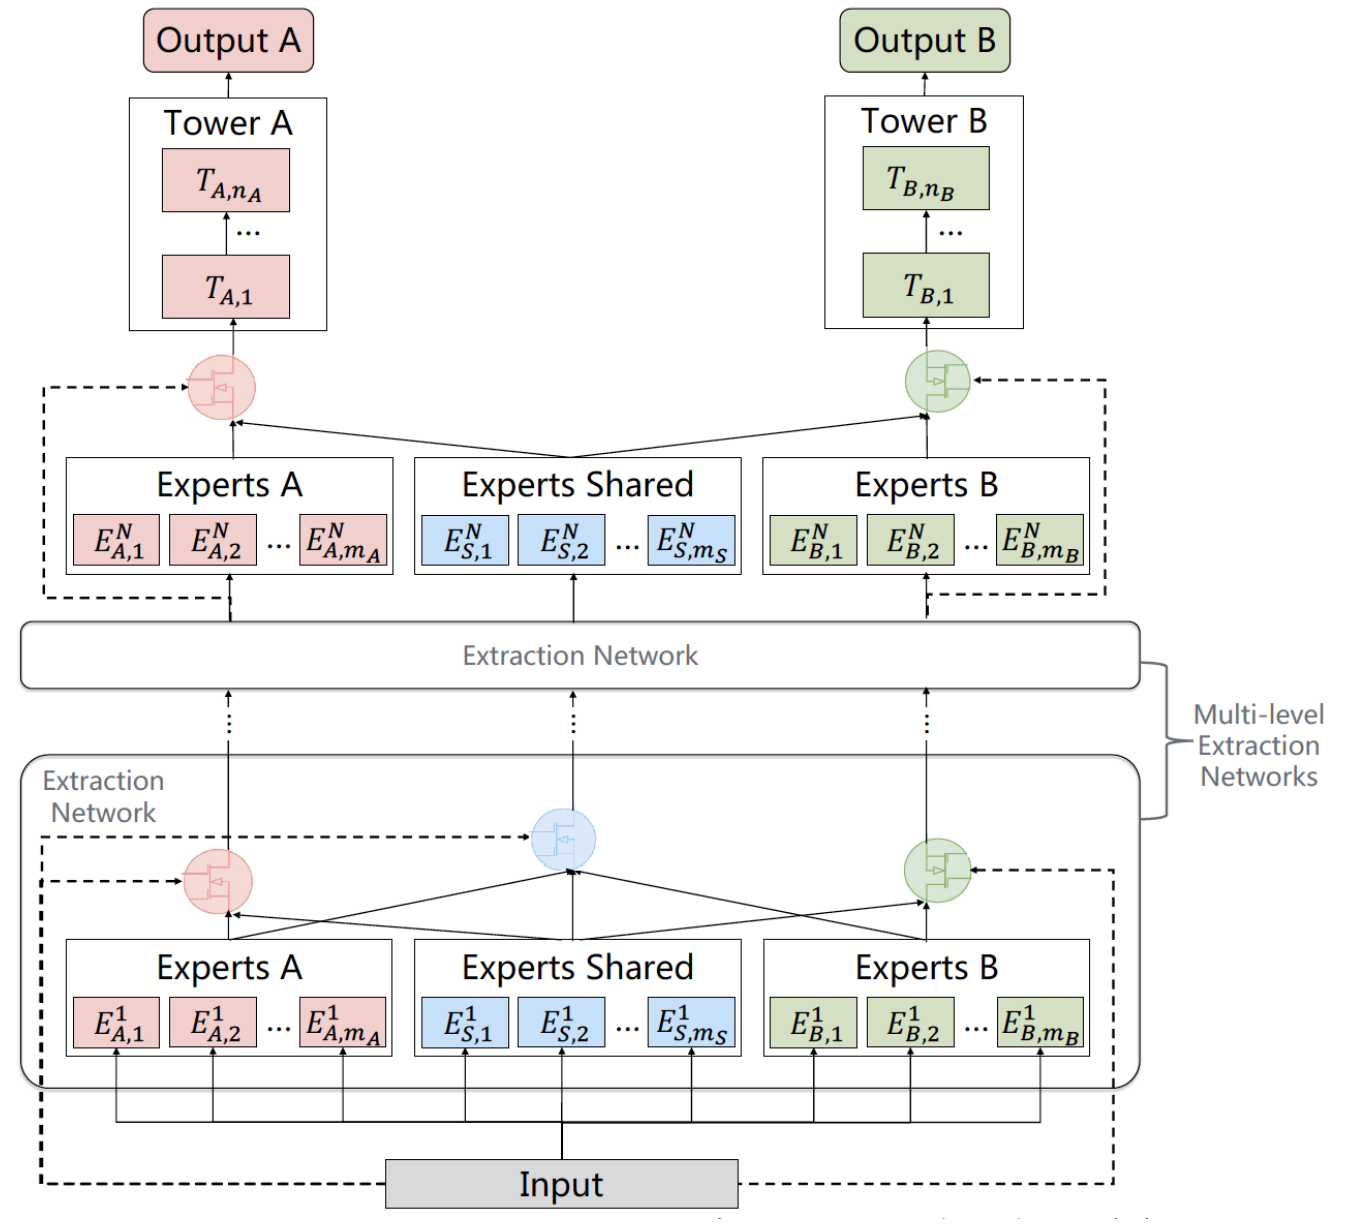 Output A
Output B
Tower A
Tower B
T_{A,n_A}
T_{B,n_B}
...
...
T_{A,1}
T_{B,1}
Experts A
Experts Shared
Experts B
E^N_{A,1} E^N_{A,2} ... E^N_{A,m_A}
E^N_{S,1} E^N_{S,2} ... E^N_{S,m_S}
E^N_{B,1} E^N_{B,2} ... E^N_{B,m_B}
Extraction Network
...
...
...
Multi-level
Extraction
Networks
Extraction
Network
Experts A
Experts Shared
Experts B
E^1_{A,1} E^1_{A,2} ... E^1_{A,m_A}
E^1_{S,1} E^1_{S,2} ... E^1_{S,m_S}
E^1_{B,1} E^1_{B,2} ... E^1_{B,m_B}
Input